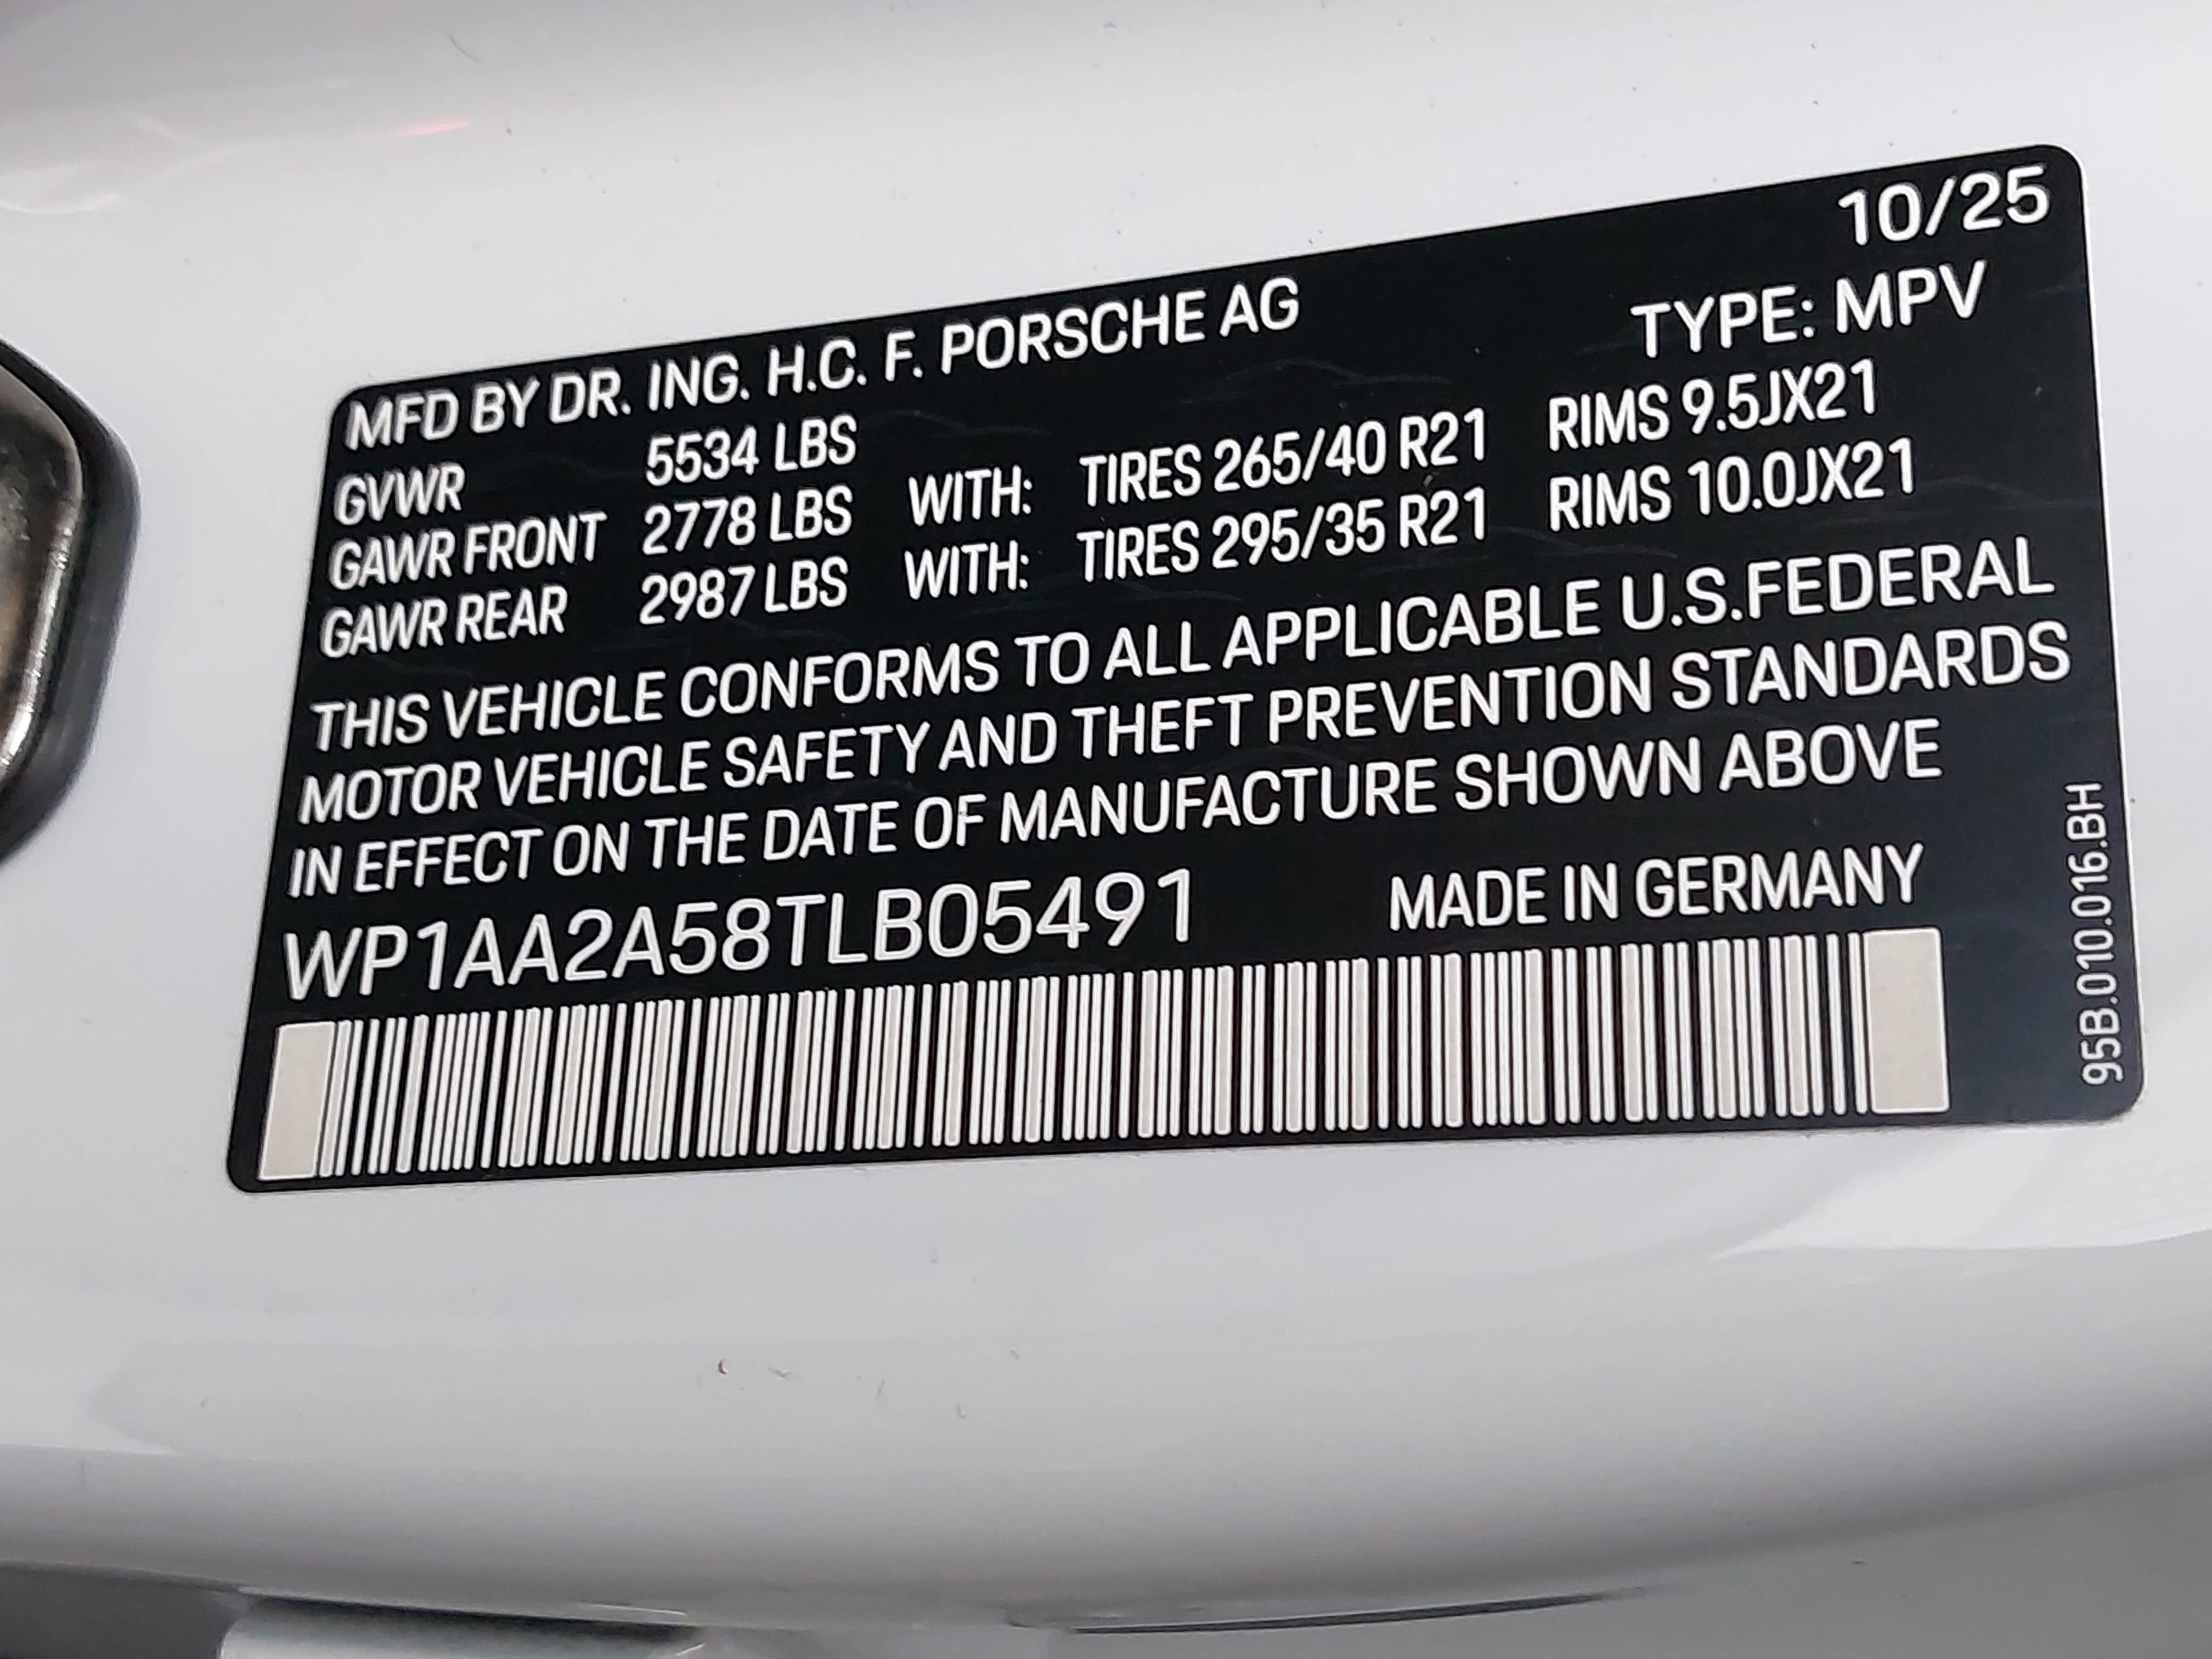 10/25
MFD BY DR. ING. H.C. F. PORSCHE AG TYPE: MPV
GVWR 5534 LBS
GAWR FRONT 2778 LBS WITH: TIRES 265/40 R21 RIMS 9.5JX21
GAWR REAR 2987 LBS WITH: TIRES 295/35 R21 RIMS 10.0JX21
THIS VEHICLE CONFORMS TO ALL APPLICABLE U.S.FEDERAL
MOTOR VEHICLE SAFETY AND THEFT PREVENTION STANDARDS
IN EFFECT ON THE DATE OF MANUFACTURE SHOWN ABOVE
WP1AA2A58TLB05491 MADE IN GERMANY
95B.010.016.BH